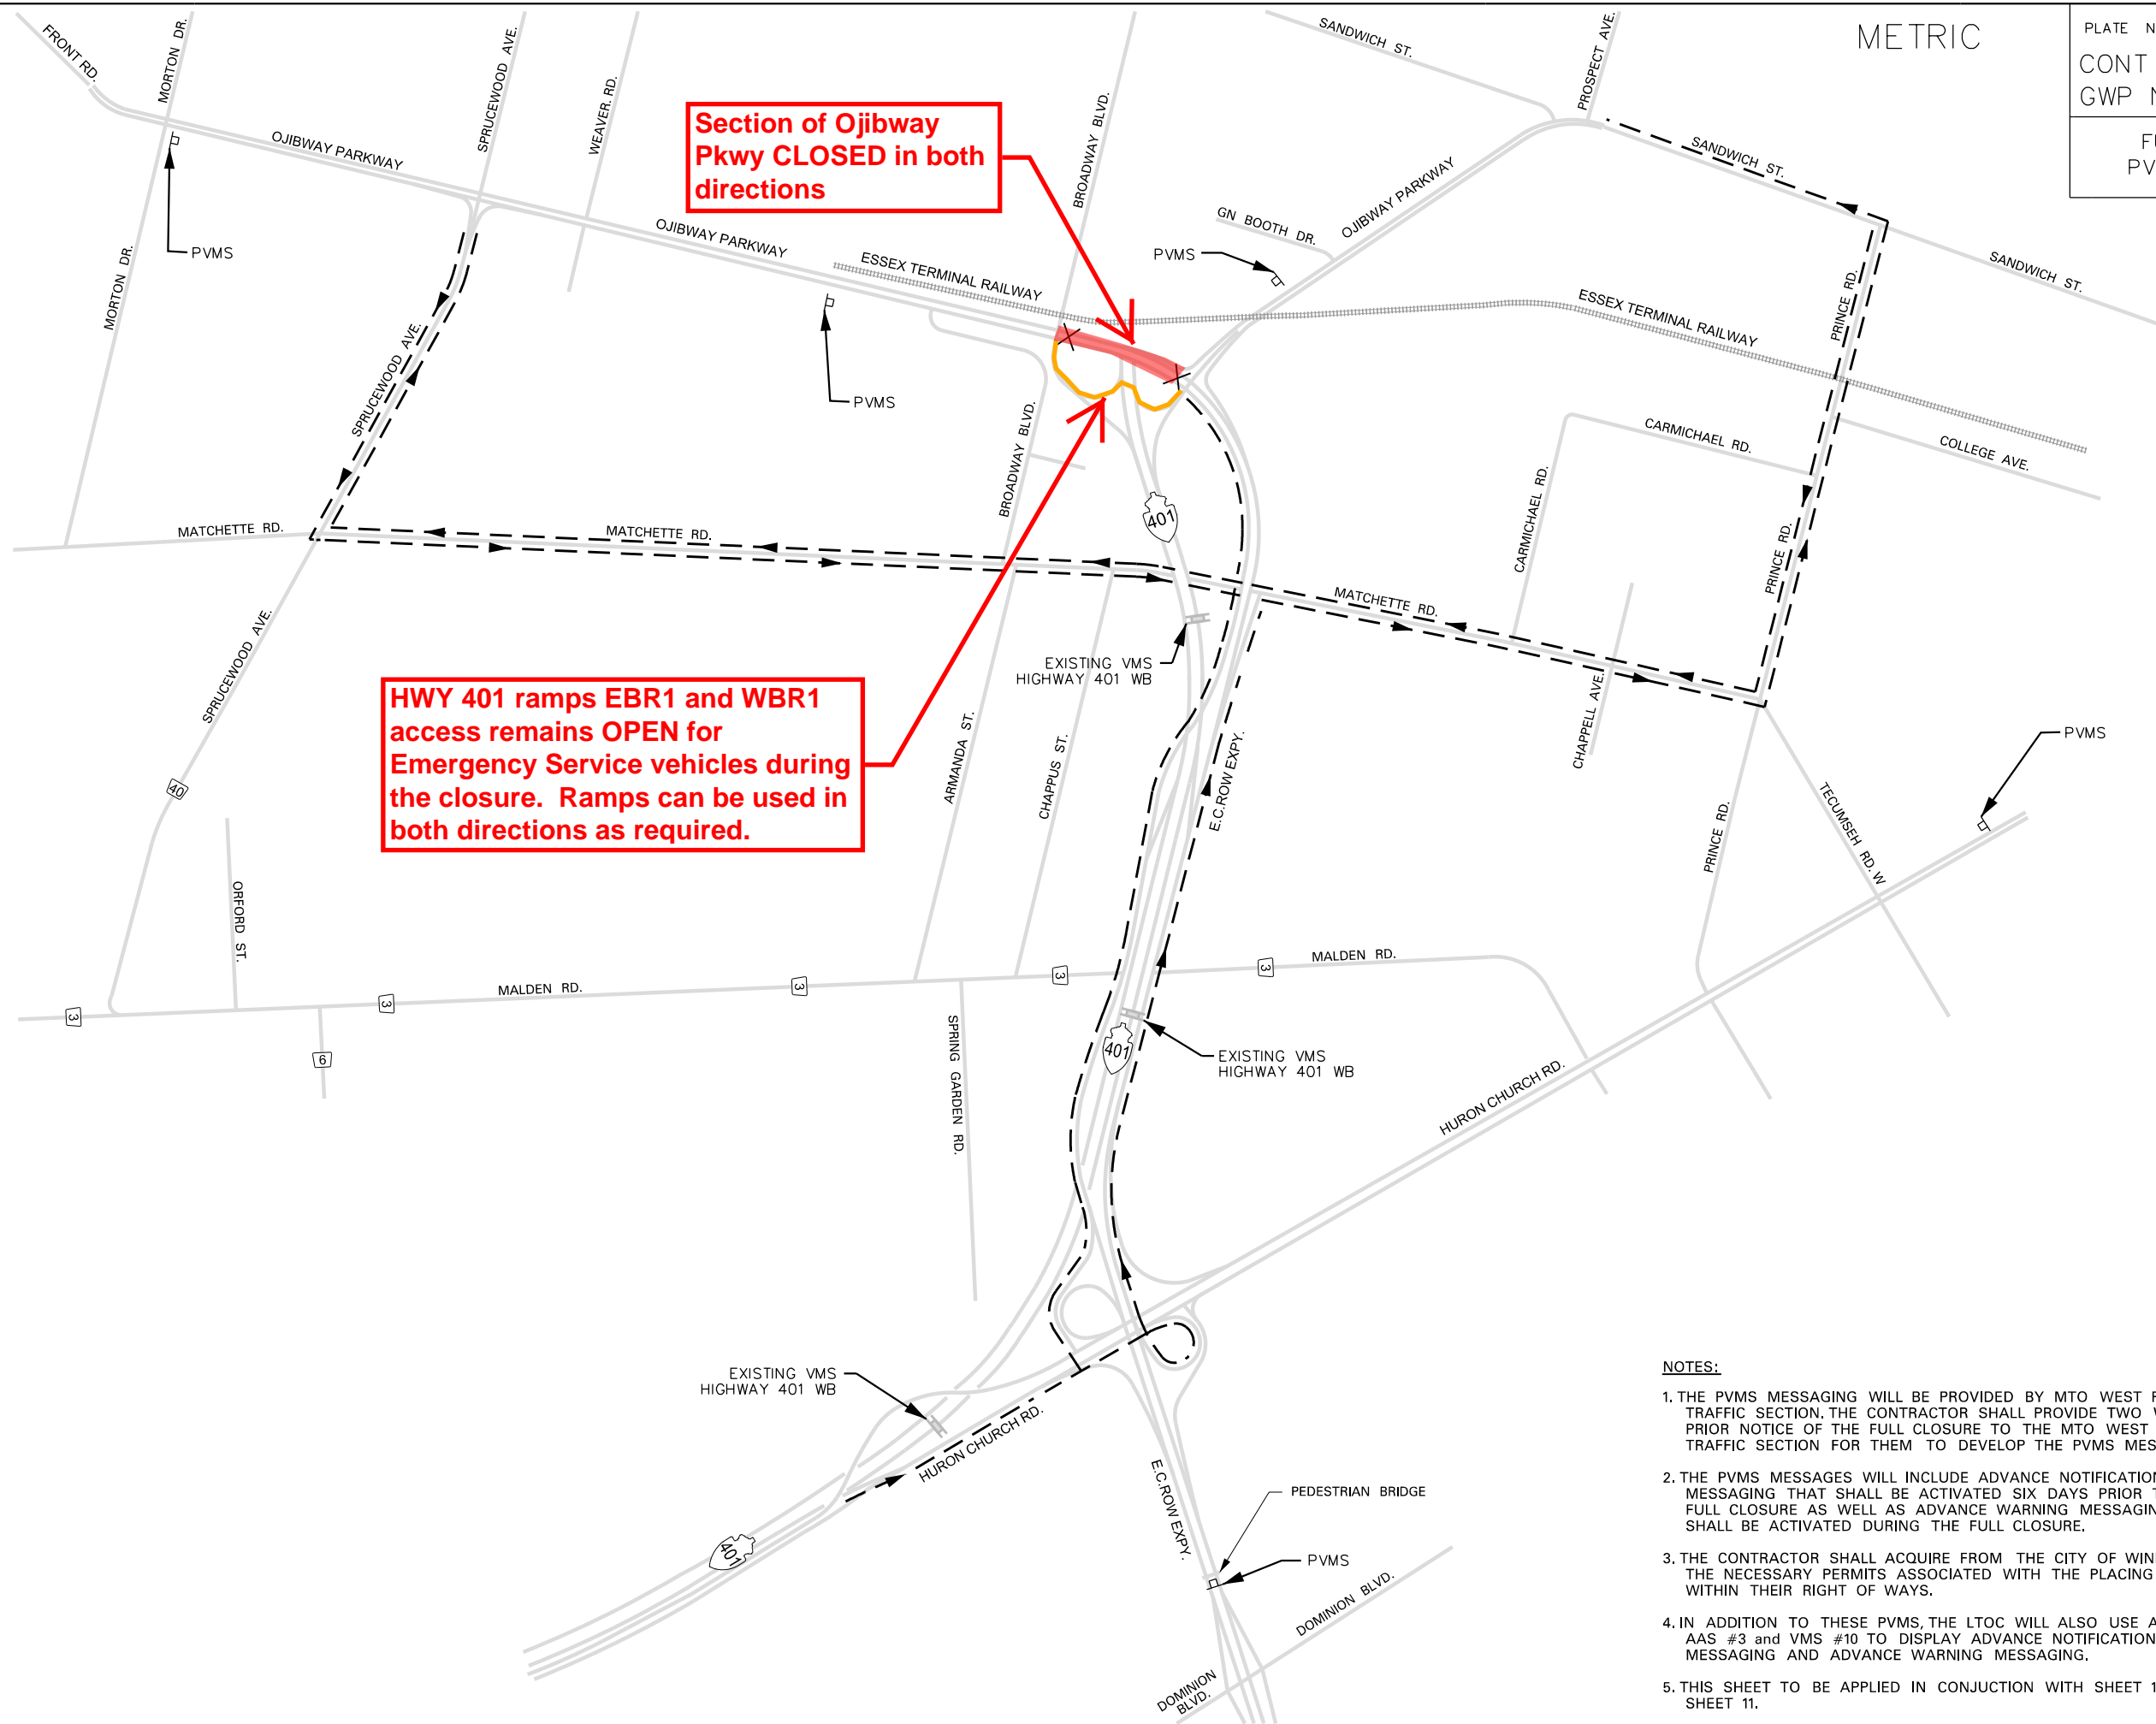 METRIC
PLATE N
CONT
GWP N
F
PV
FRONT RD.
MORTON DR.
SPRUCEWOOD AVE.
WEAVER. RD.
OJIBWAY PARKWAY
Section of Ojibway
Pkwy CLOSED in both
directions
BROADWAY BLVD.
SANDWICH ST.
PROSPECT AVE.
SANDWICH ST.
OJIBWAY PARKWAY
GN BOOTH DR.
PVMS
MORTON DR.
PVMS
OJIBWAY PARKWAY
ESSEX TERMINAL RAILWAY
SANDWICH ST.
PRINCE RD.
ESSEX TERMINAL RAILWAY
SPRUCEWOOD AVE.
PVMS
BROADWAY BLVD.
CARMICHAEL RD.
COLLEGE AVE.
CARMICHAEL RD.
401
MATCHETTE RD.
MATCHETTE RD.
PRINCE RD.
MATCHETTE RD.
SPRUCEWOOD AVE.
EXISTING VMS
HIGHWAY 401 WB
CHAPPELL AVE.
PVMS
HWY 401 ramps EBR1 and WBR1
access remains OPEN for
Emergency Service vehicles during
the closure. Ramps can be used in
both directions as required.
ARMANDA ST.
CHAPPUS ST.
E.C.ROW EXPY.
PRINCE RD.
TECUMSEH RD. W
40
ORFORD ST.
MALDEN RD.
MALDEN RD.
3
3
3
3
3
6
SPRING GARDEN RD.
401
EXISTING VMS
HIGHWAY 401 WB
HURON CHURCH RD.
EXISTING VMS
HIGHWAY 401 WB
HURON CHURCH RD.
E.C.ROW EXPY.
PEDESTRIAN BRIDGE
PVMS
401
DOMINION BLVD.
DOMINION
BLVD.
NOTES:
1. THE PVMS MESSAGING WILL BE PROVIDED BY MTO WEST
TRAFFIC SECTION. THE CONTRACTOR SHALL PROVIDE TWO
PRIOR NOTICE OF THE FULL CLOSURE TO THE MTO WEST
TRAFFIC SECTION FOR THEM TO DEVELOP THE PVMS MES
2. THE PVMS MESSAGES WILL INCLUDE ADVANCE NOTIFICATION
MESSAGING THAT SHALL BE ACTIVATED SIX DAYS PRIOR T
FULL CLOSURE AS WELL AS ADVANCE WARNING MESSAGIN
SHALL BE ACTIVATED DURING THE FULL CLOSURE.
3. THE CONTRACTOR SHALL ACQUIRE FROM THE CITY OF WIN
THE NECESSARY PERMITS ASSOCIATED WITH THE PLACING
WITHIN THEIR RIGHT OF WAYS.
4. IN ADDITION TO THESE PVMS, THE LTOC WILL ALSO USE A
AAS #3 and VMS #10 TO DISPLAY ADVANCE NOTIFICATION
MESSAGING AND ADVANCE WARNING MESSAGING.
5. THIS SHEET TO BE APPLIED IN CONJUCTION WITH SHEET 1
SHEET 11.